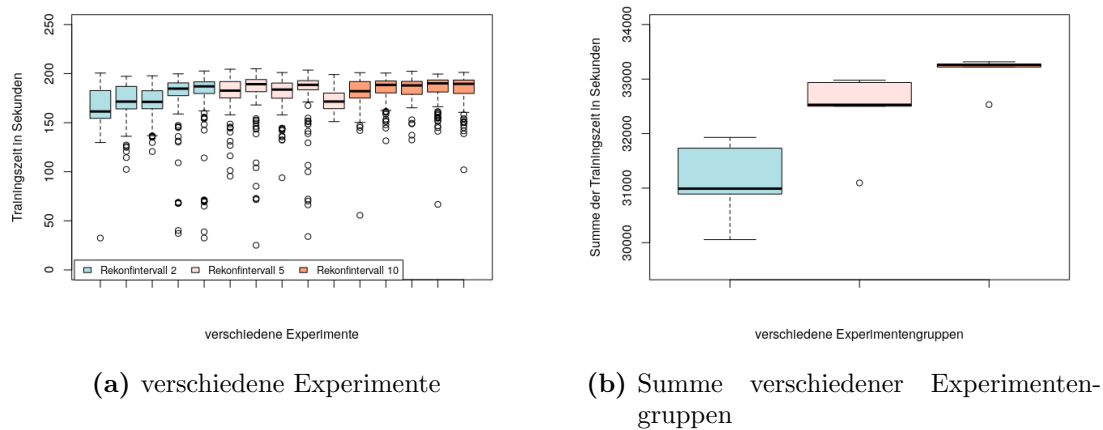 250
200
150
100
50
0
Trainingszeit in Sekunden
Rekonfintervall 2
Rekonfintervall 5
Rekonfintervall 10
verschiedene Experimente
(a) verschiedene Experimente
34000
33000
32000
31000
30000
Summe der Trainingszeit in Sekunden
verschiedene Experimentengruppen
(b) Summe verschiedener Experimenten-
gruppen